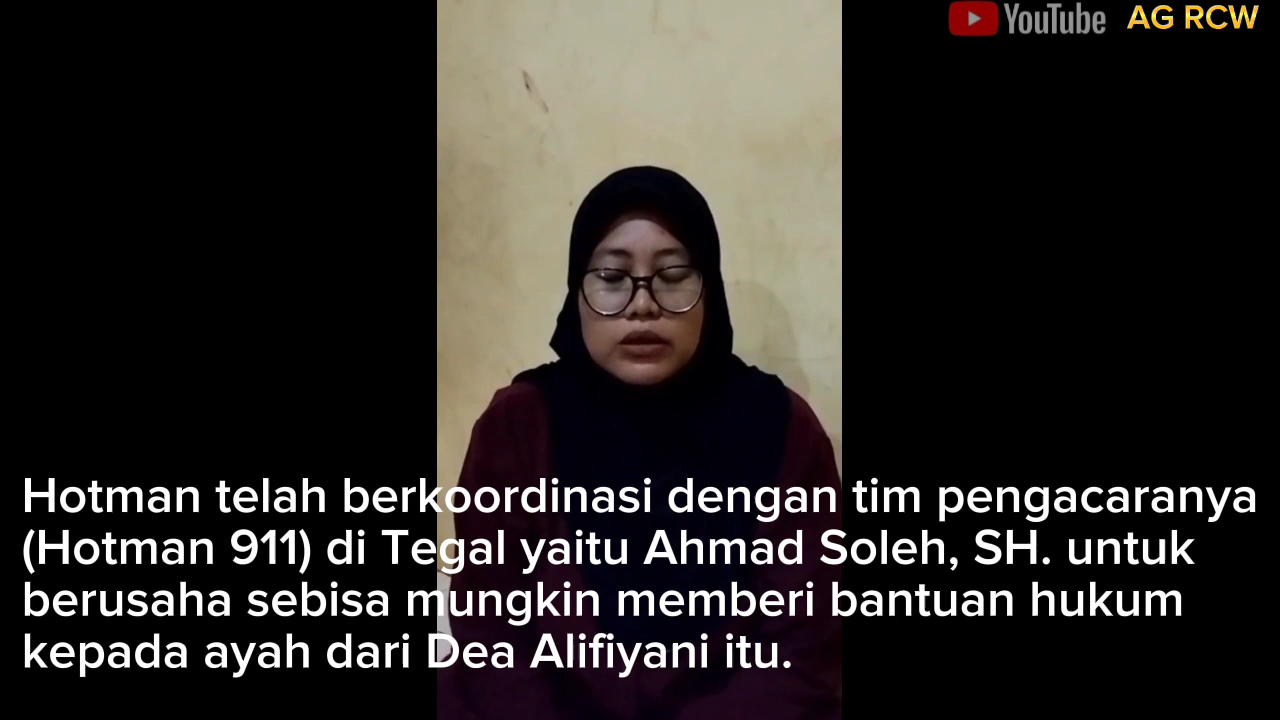 YouTube AG RCW
Hotman telah berkoordinasi dengan tim pengacaranya
(Hotman 911) di Tegal yaitu Ahmad Soleh, SH. untuk
berusaha sebisa mungkin memberi bantuan hukum
kepada ayah dari Dea Alifiyani itu.